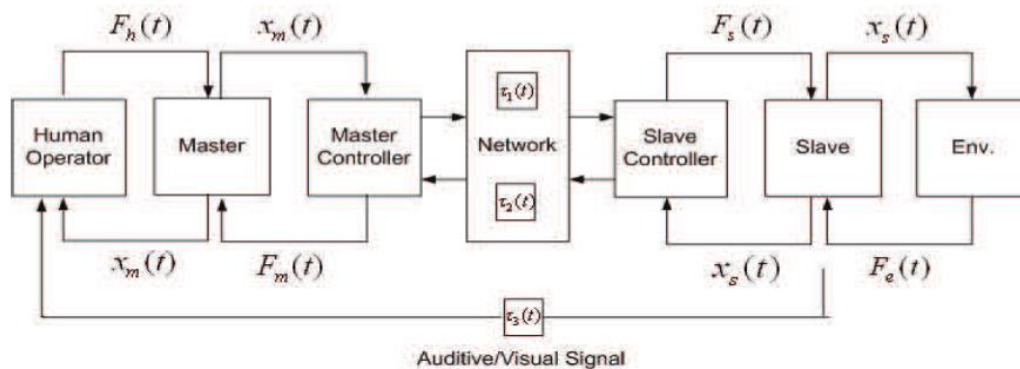 F_h(t) x_m(t) F_s(t) x_s(t)
τ_1(t)
Human Operator
Master
Master Controller
Network
Slave Controller
Slave
Env.
τ_2(t)
x_m(t) F_m(t) x_s(t) F_e(t)
τ_3(t)
Auditive/Visual Signal